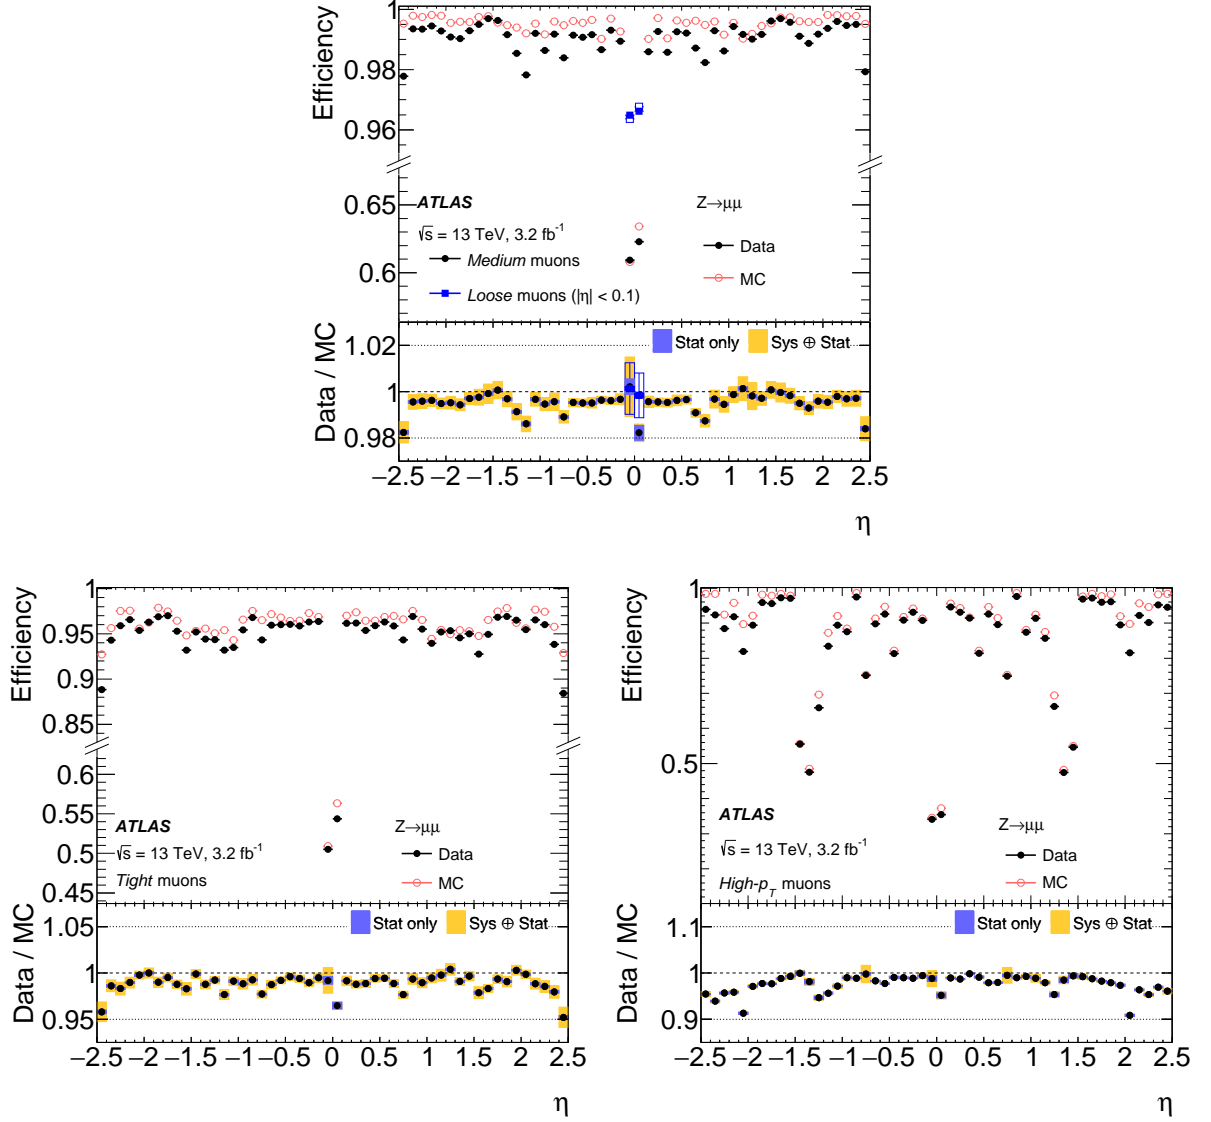 Efficiency
1
0.98
0.96
0.65
0.6
ATLAS
√s = 13 TeV, 3.2 fb⁻¹
Medium muons
Loose muons (|η| < 0.1)
Z→μμ
Data
MC
Data / MC
Stat only
Sys ⊕ Stat
1.02
1
0.98
−2.5 −2 −1.5 −1 −0.5 0 0.5 1 1.5 2 2.5
η
Efficiency
1
0.95
0.9
0.85
0.6
0.55
0.5
0.45
ATLAS
√s = 13 TeV, 3.2 fb⁻¹
Tight muons
Z→μμ
Data
MC
Data / MC
Stat only
Sys ⊕ Stat
1.05
1
0.95
−2.5 −2 −1.5 −1 −0.5 0 0.5 1 1.5 2 2.5
η
Efficiency
1
0.5
ATLAS
√s = 13 TeV, 3.2 fb⁻¹
High-p_T muons
Z→μμ
Data
MC
Data / MC
Stat only
Sys ⊕ Stat
1.1
1
0.9
−2.5 −2 −1.5 −1 −0.5 0 0.5 1 1.5 2 2.5
η